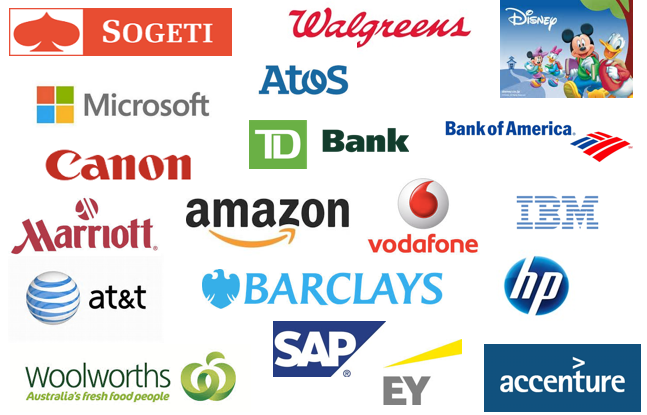 SOGETI
Walgreens
Disney
Microsoft
Atos
TD Bank
Bank of America
Canon
Marriott
amazon
vodafone
IBM
at&t
BARCLAYS
hp
Woolworths
Australia's fresh food people
SAP
EY
accenture